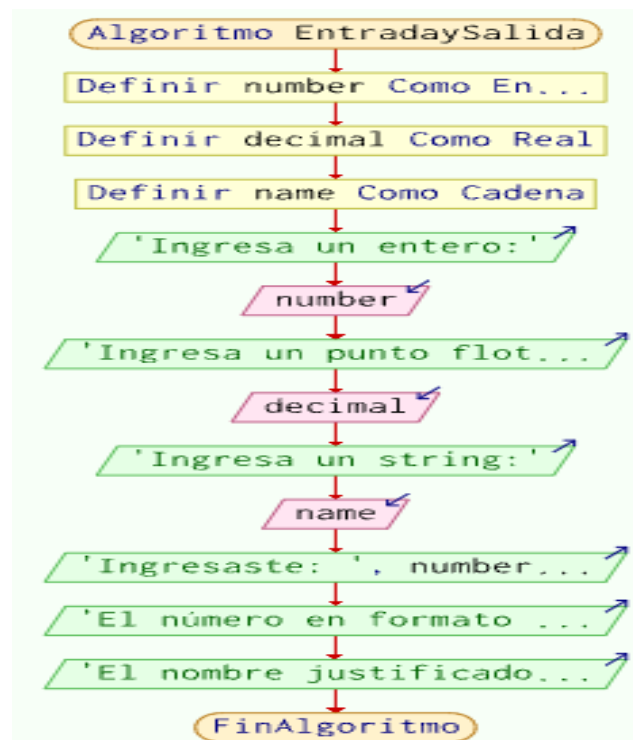 Algoritmo EntradaySalida
Definir number Como En...
Definir decimal Como Real
Definir name Como Cadena
'Ingresa un entero:'
number
'Ingresa un punto flot...
decimal
'Ingresa un string:'
name
'Ingresaste: ', number...
'El número en formato ...
'El nombre justificado...
FinAlgoritmo